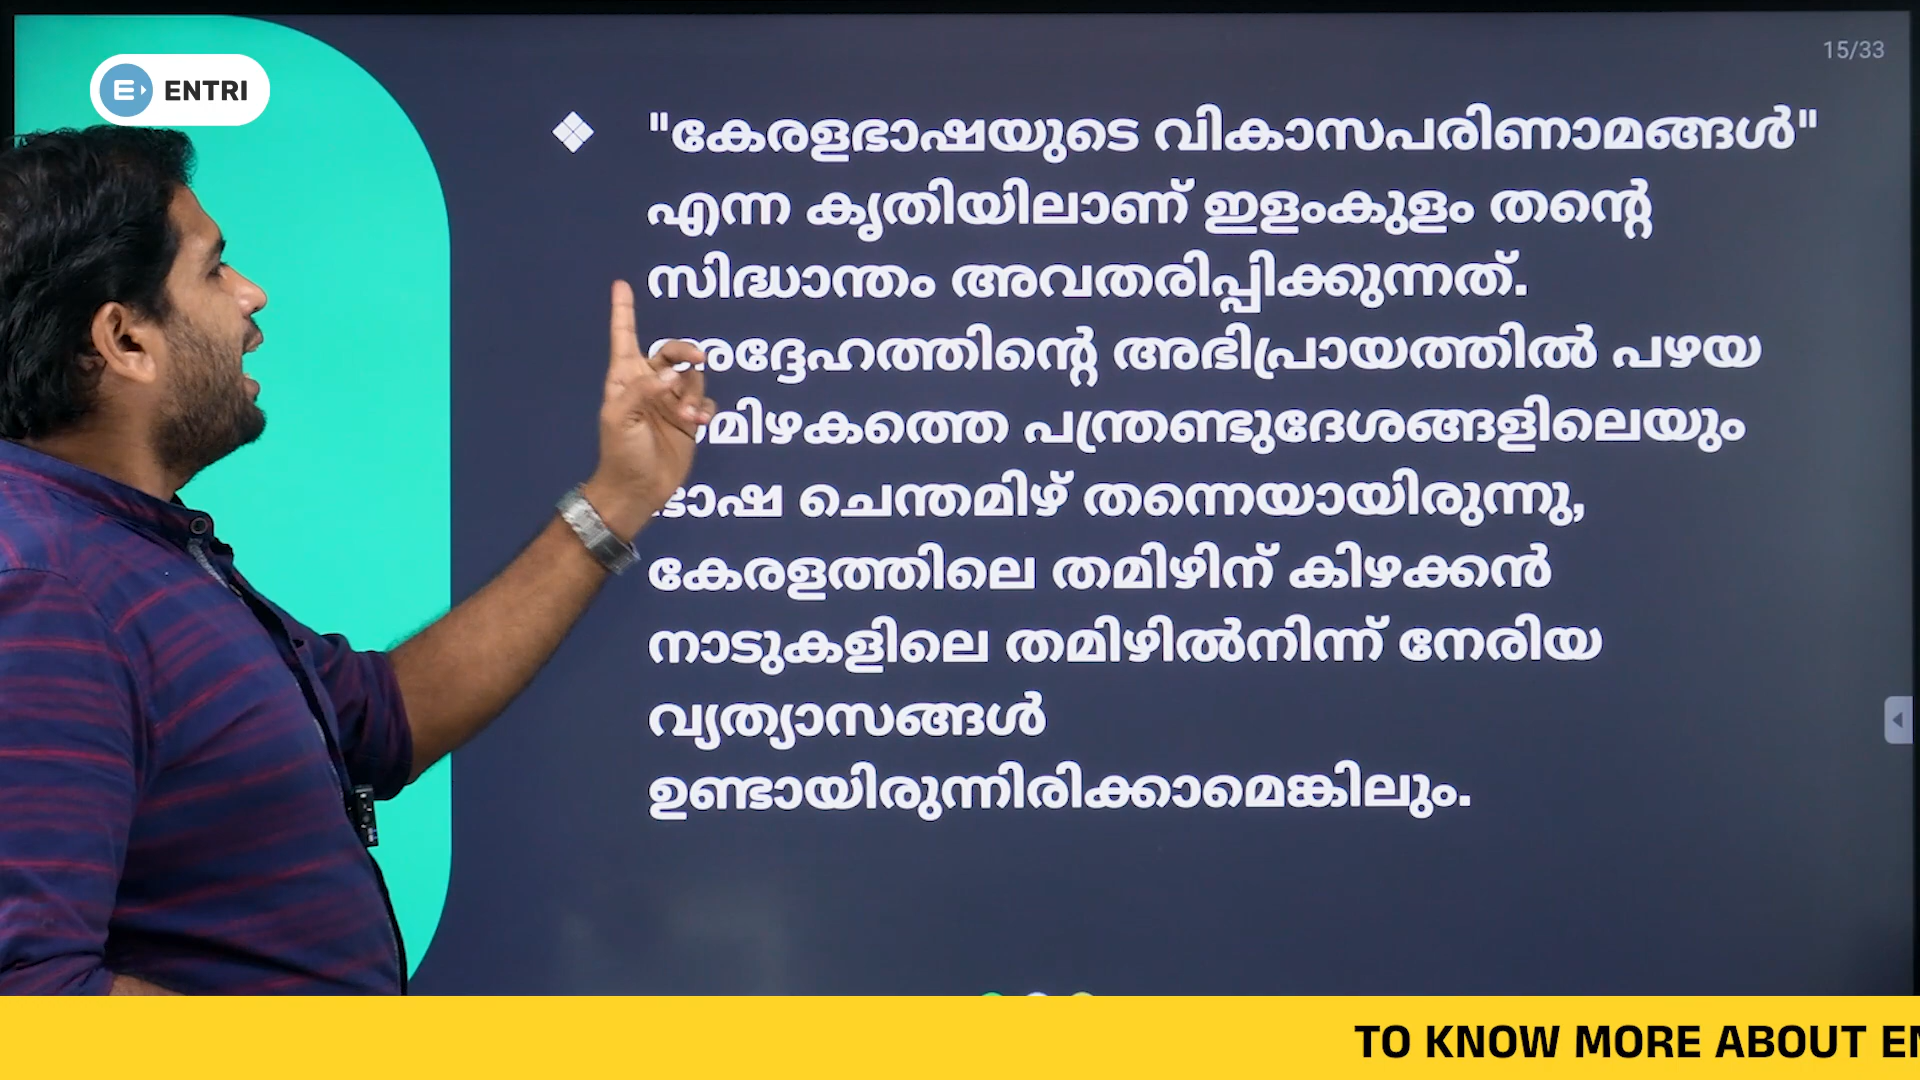 ENTRI
15/33
"കേരളഭാഷയുടെ വികാസപരിണാമങ്ങൾ"
എന്ന കൃതിയിലാണ് ഇളംകുളം തന്റെ
സിദ്ധാന്തം അവതരിപ്പിക്കുന്നത്.
അദ്ദേഹത്തിന്റെ അഭിപ്രായത്തിൽ പഴയ
പന്ത്രണ്ടുദേശങ്ങളിലെയും
ഭാഷ ചെന്തമിഴ് തന്നെയായിരുന്നു,
കേരളത്തിലെ തമിഴിന് കിഴക്കൻ
നാടുകളിലെ തമിഴിൽനിന്ന് നേരിയ
വ്യത്യാസങ്ങൾ
ഉണ്ടായിരുന്നിരിക്കാമെങ്കിലും.
TO KNOW MORE ABOUT